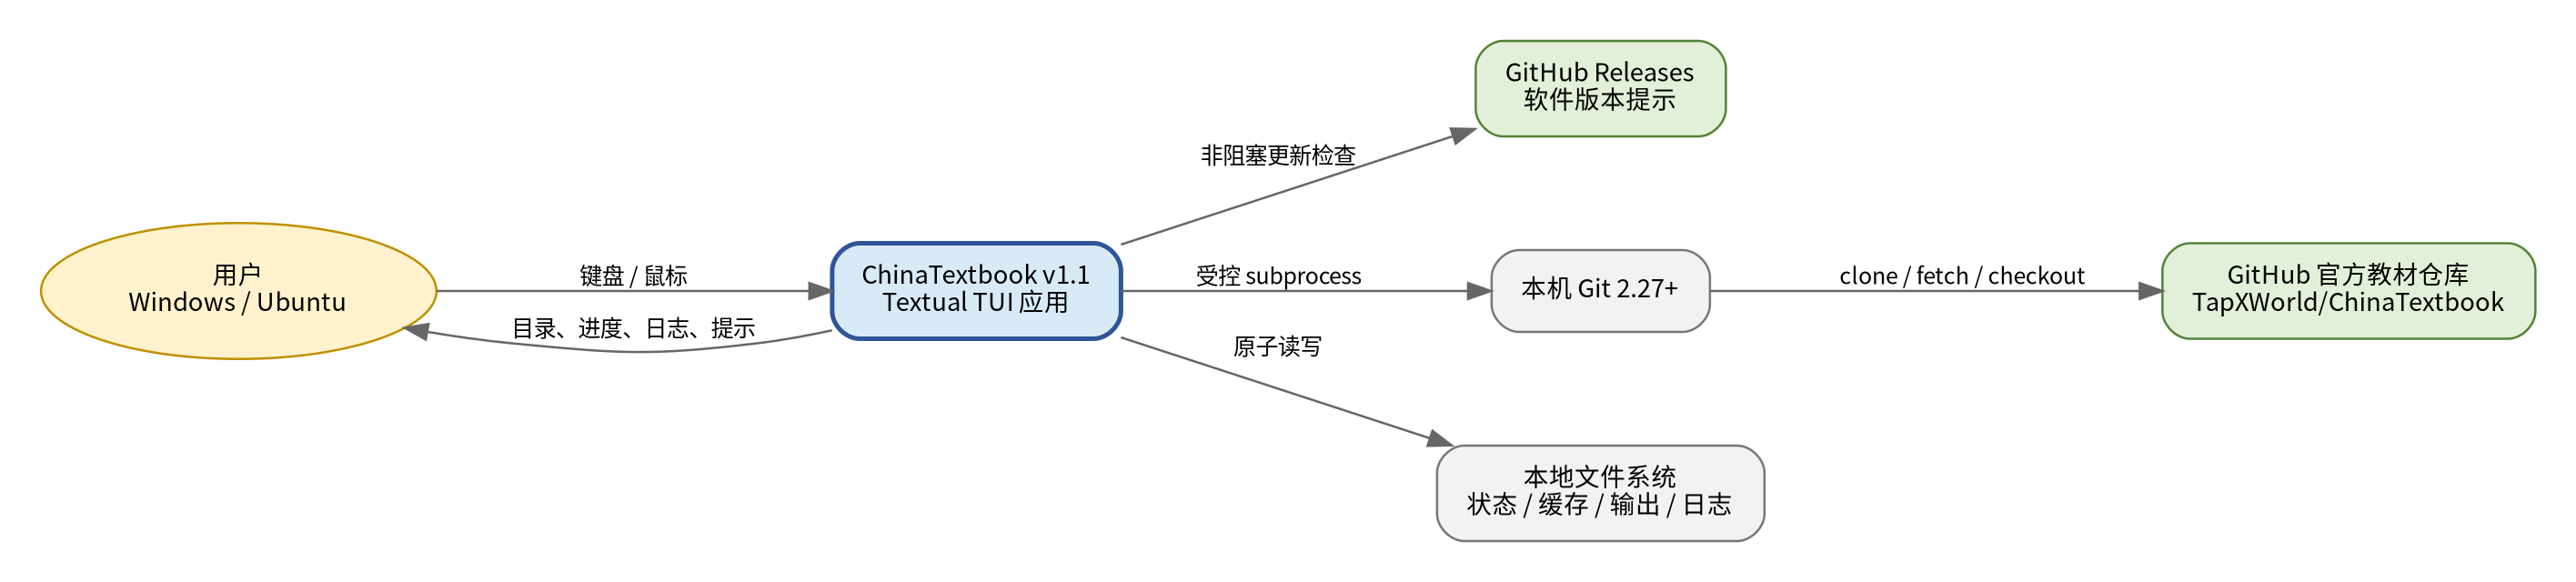 用户
Windows / Ubuntu
键盘 / 鼠标
目录、进度、日志、提示
ChinaTextbook v1.1
Textual TUI 应用
非阻塞更新检查
GitHub Releases
软件版本提示
受控 subprocess
本机 Git 2.27+
clone / fetch / checkout
GitHub 官方教材仓库
TapXWorld/ChinaTextbook
原子读写
本地文件系统
状态 / 缓存 / 输出 / 日志